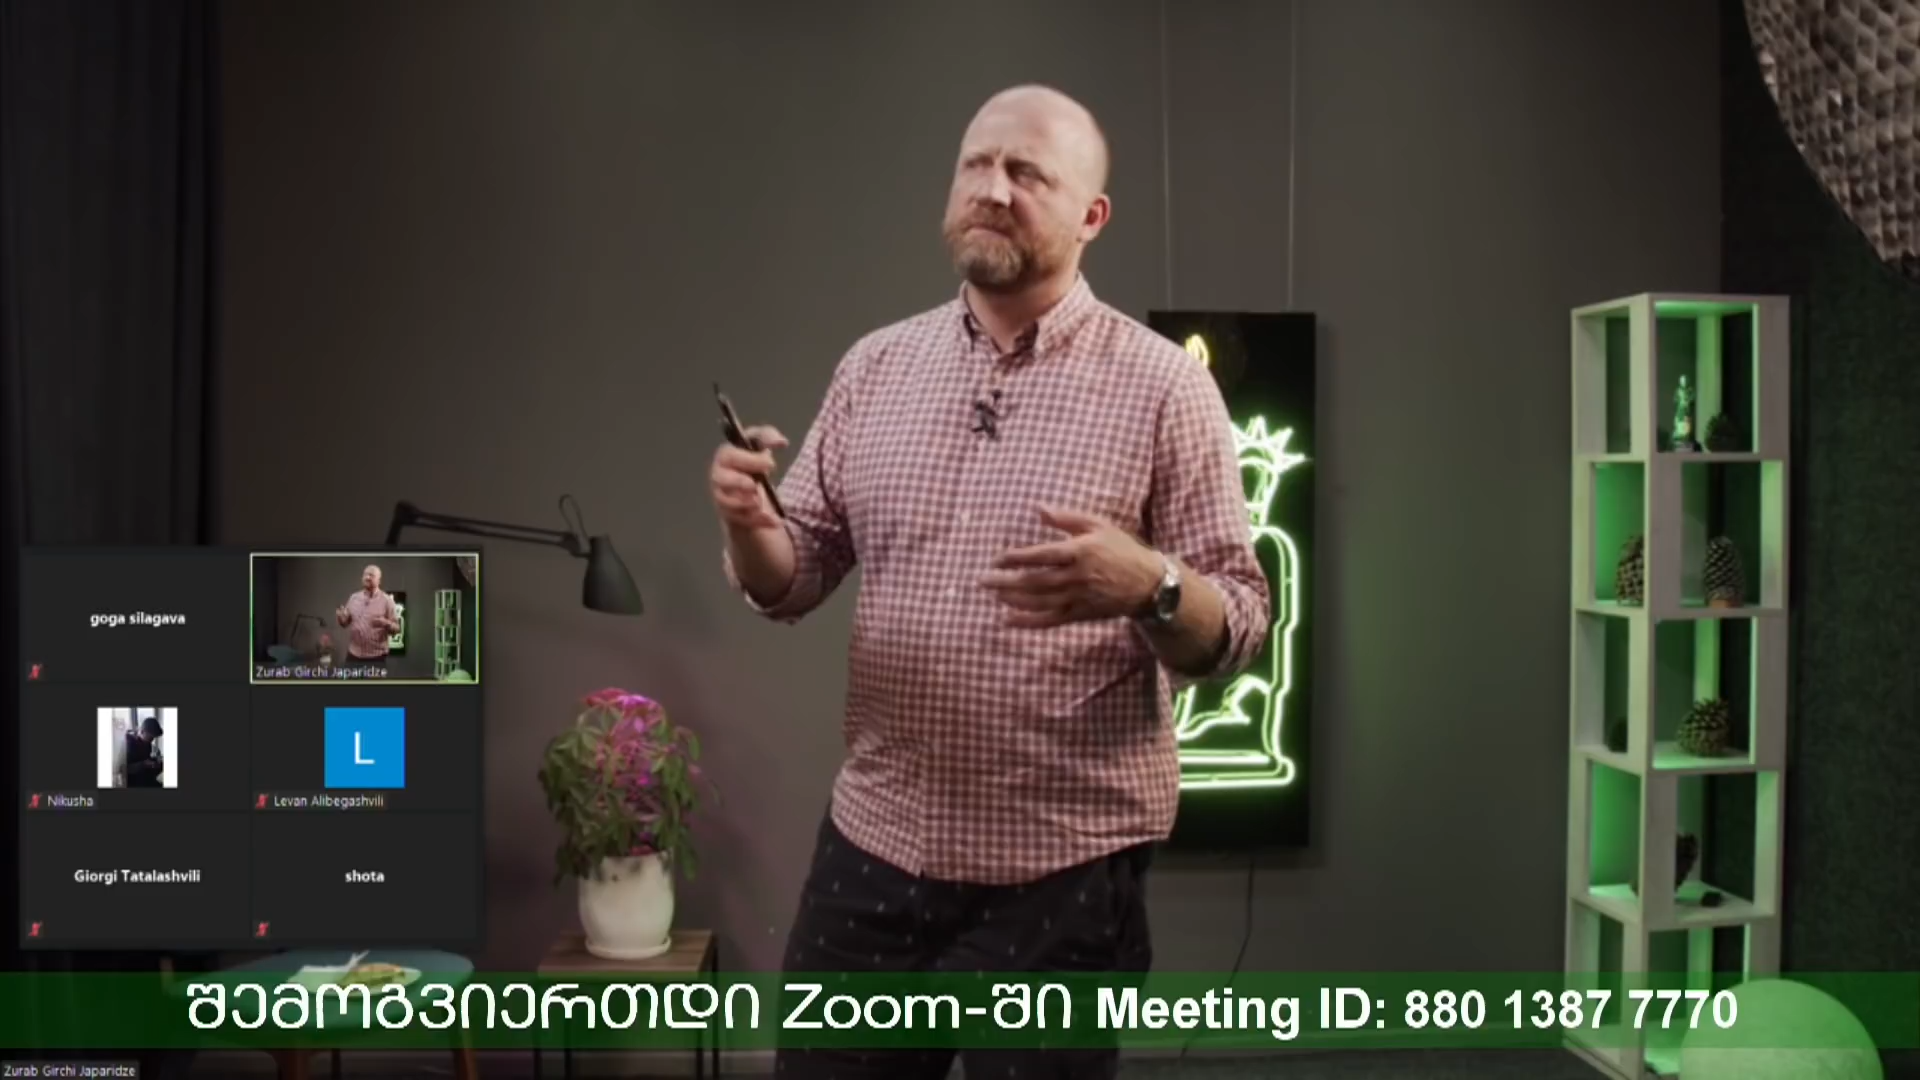 goga silagava
Zurab Girchi Japaridze
L
Nikusha
Levan Alibegashvili
Giorgi Tatalashvili
shota
შემოგვიერთდი Zoom-ში Meeting ID: 880 1387 7770
Zurab Girchi Japaridze